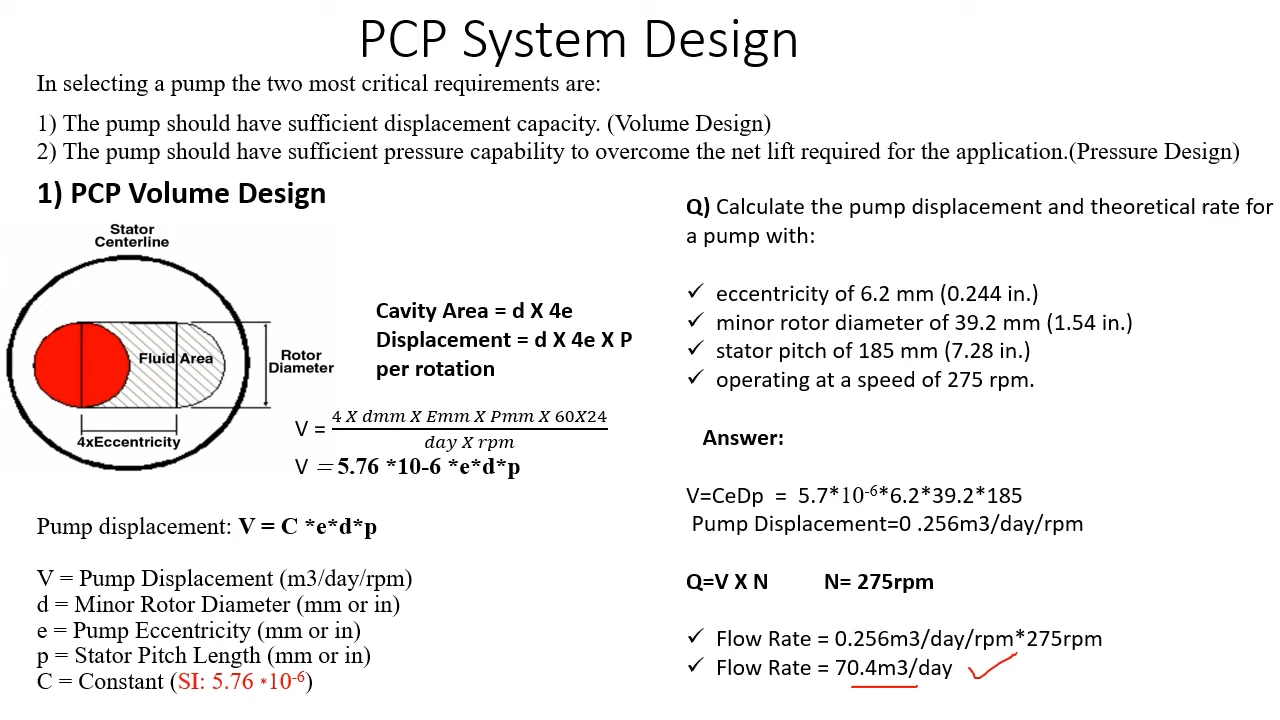 PCP System Design
In selecting a pump the two most critical requirements are:
1) The pump should have sufficient displacement capacity. (Volume Design)
2) The pump should have sufficient pressure capability to overcome the net lift required for the application.(Pressure Design)
1) PCP Volume Design
Stator
Centerline
Fluid Area
Rotor
Diameter
4xEccentricity
Cavity Area = d X 4e
Displacement = d X 4e X P
per rotation
V = 4 X dmm X Emm X Pmm X 60X24
day X rpm
V = 5.76 *10-6 *e*d*p
Pump displacement: V = C *e*d*p
V = Pump Displacement (m3/day/rpm)
d = Minor Rotor Diameter (mm or in)
e = Pump Eccentricity (mm or in)
p = Stator Pitch Length (mm or in)
C = Constant (SI: 5.76 *10⁻⁶)
Q) Calculate the pump displacement and theoretical rate for
a pump with:
✓ eccentricity of 6.2 mm (0.244 in.)
✓ minor rotor diameter of 39.2 mm (1.54 in.)
✓ stator pitch of 185 mm (7.28 in.)
✓ operating at a speed of 275 rpm.
Answer:
V=CeDp = 5.7*10⁻⁶*6.2*39.2*185
Pump Displacement=0 .256m3/day/rpm
Q=V X N N= 275rpm
✓ Flow Rate = 0.256m3/day/rpm*275rpm
✓ Flow Rate = 70.4m3/day